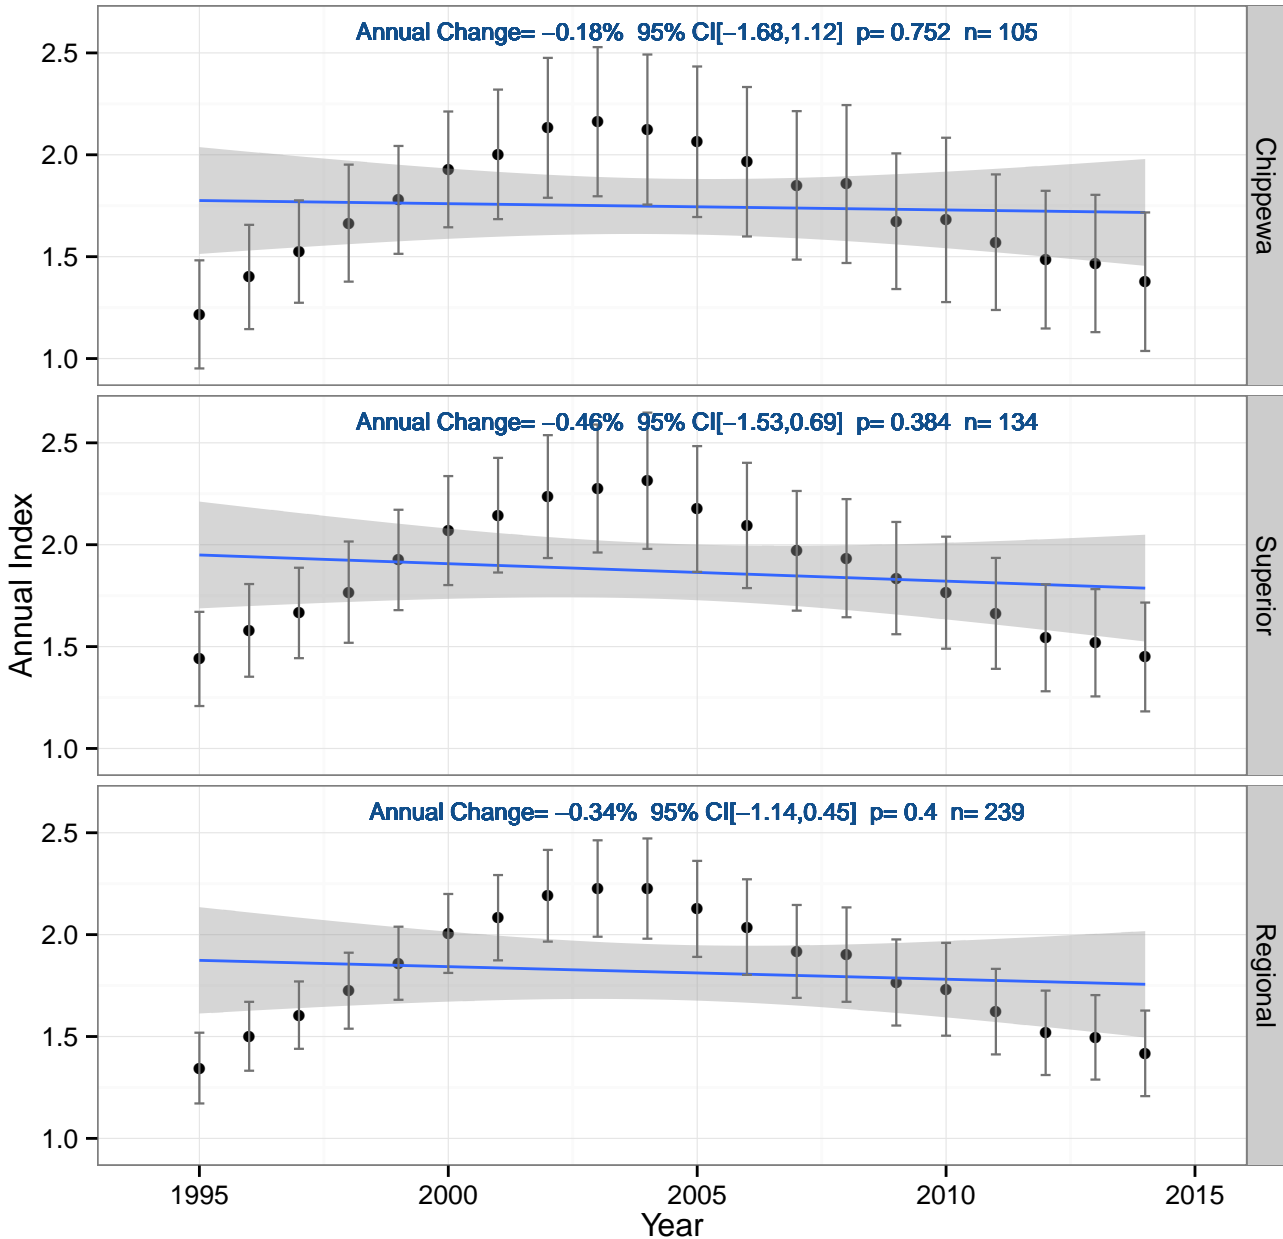 Annual Change= −0.18%  95% CI[−1.68,1.12]  p= 0.752  n= 105
2.5
2.0
1.5
1.0
Chippewa
Annual Change= −0.46%  95% CI[−1.53,0.69]  p= 0.384  n= 134
2.5
2.0
1.5
1.0
Superior
Annual Index
Annual Change= −0.34%  95% CI[−1.14,0.45]  p= 0.4  n= 239
2.5
2.0
1.5
1.0
Regional
1995 2000 2005 2010 2015
Year